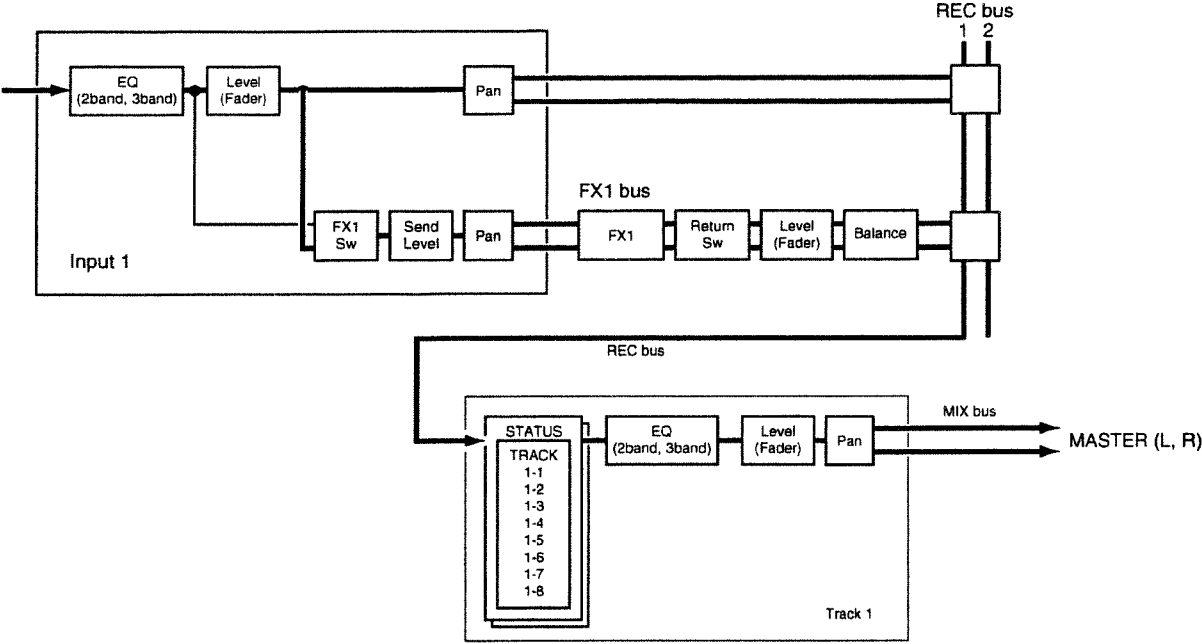 REC bus
1 2
EQ
(2band, 3band)
Level
(Fader)
Pan
FX1 bus
FX1
Sw
Send
Level
Pan
FX1
Return
Sw
Level
(Fader)
Balance
Input 1
REC bus
STATUS
TRACK
1-1
1-2
1-3
1-4
1-5
1-6
1-7
1-8
EQ
(2band, 3band)
Level
(Fader)
Pan
MIX bus
MASTER (L, R)
Track 1